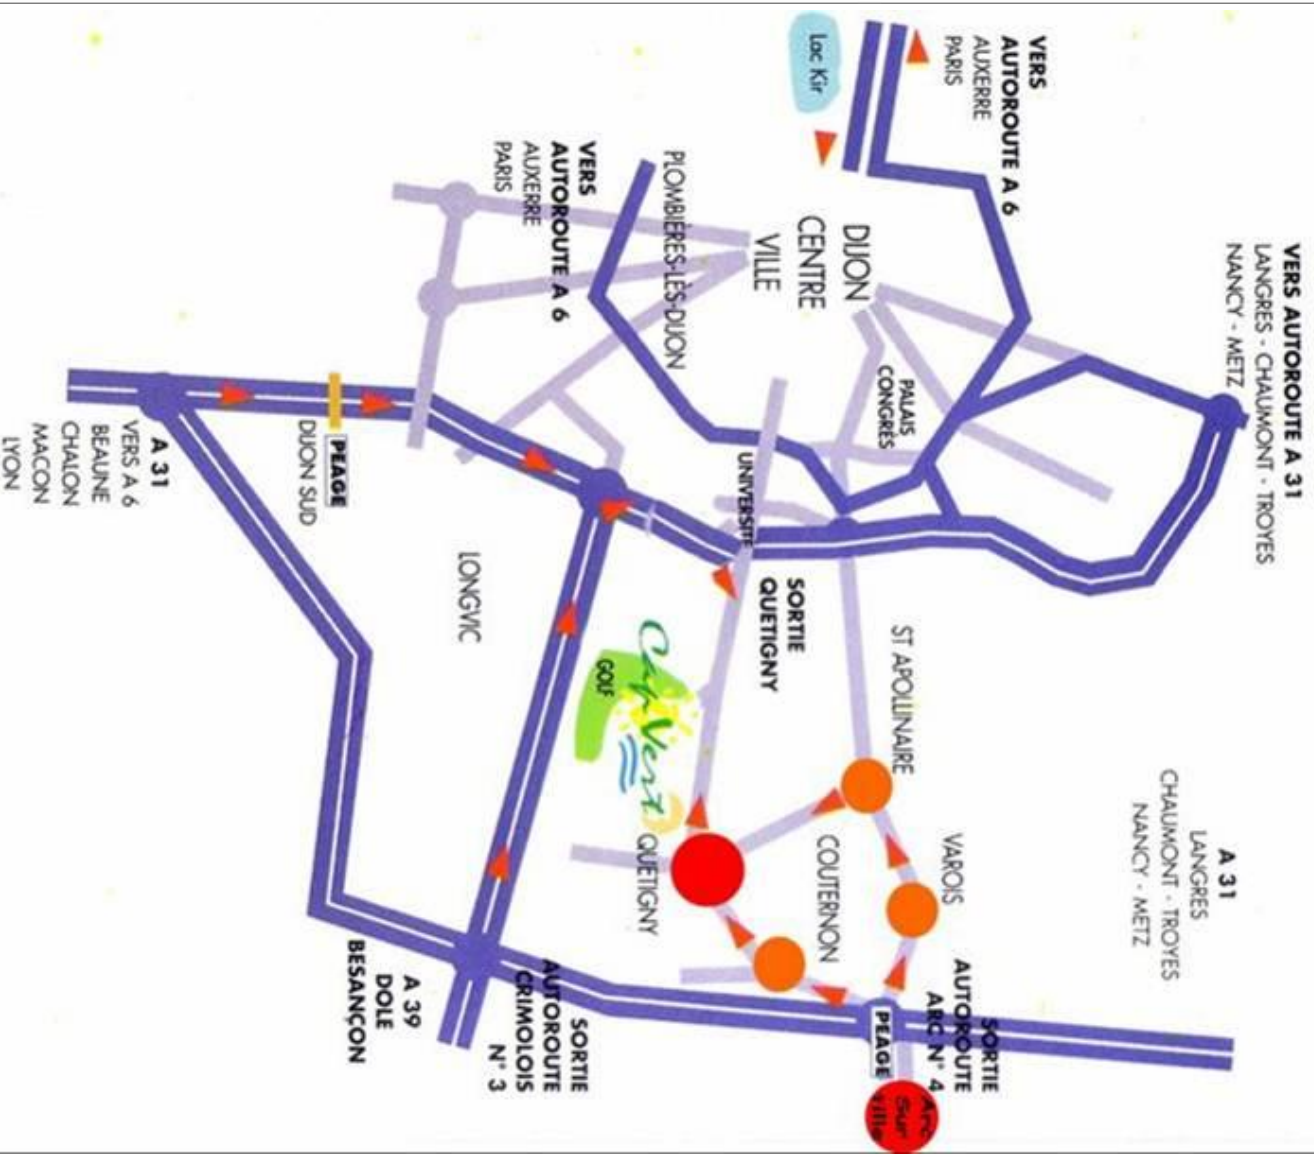 VERS AUTOROUTE A 31
LANGRES - CHAUMONT - TROYES
NANCY - METZ
A 31
LANGRES
CHAUMONT - TROYES
NANCY - METZ
VERS
AUTOROUTE A 6
AUXERRE
PARIS
Lac Kir
DIJON
CENTRE
VILLE
PALAIS
CONGRÈS
ST APOLLINAIRE
VAROIS
COUTERNON
SORTIE
AUTOROUTE
ARC N° 4
PEAGE
Arc
Sur
Tille
UNIVERSITE
SORTIE
QUETIGNY
PLOMBIÈRES-LÈS-DIJON
VERS
AUTOROUTE A 6
AUXERRE
PARIS
Cap Vert
GOLF
QUETIGNY
SORTIE
AUTOROUTE
CRIMOLOIS
N° 3
LONGVIC
A 39
DOLE
BESANÇON
PEAGE
DIJON SUD
A 31
VERS A 6
BEAUNE
CHALON
MACON
LYON